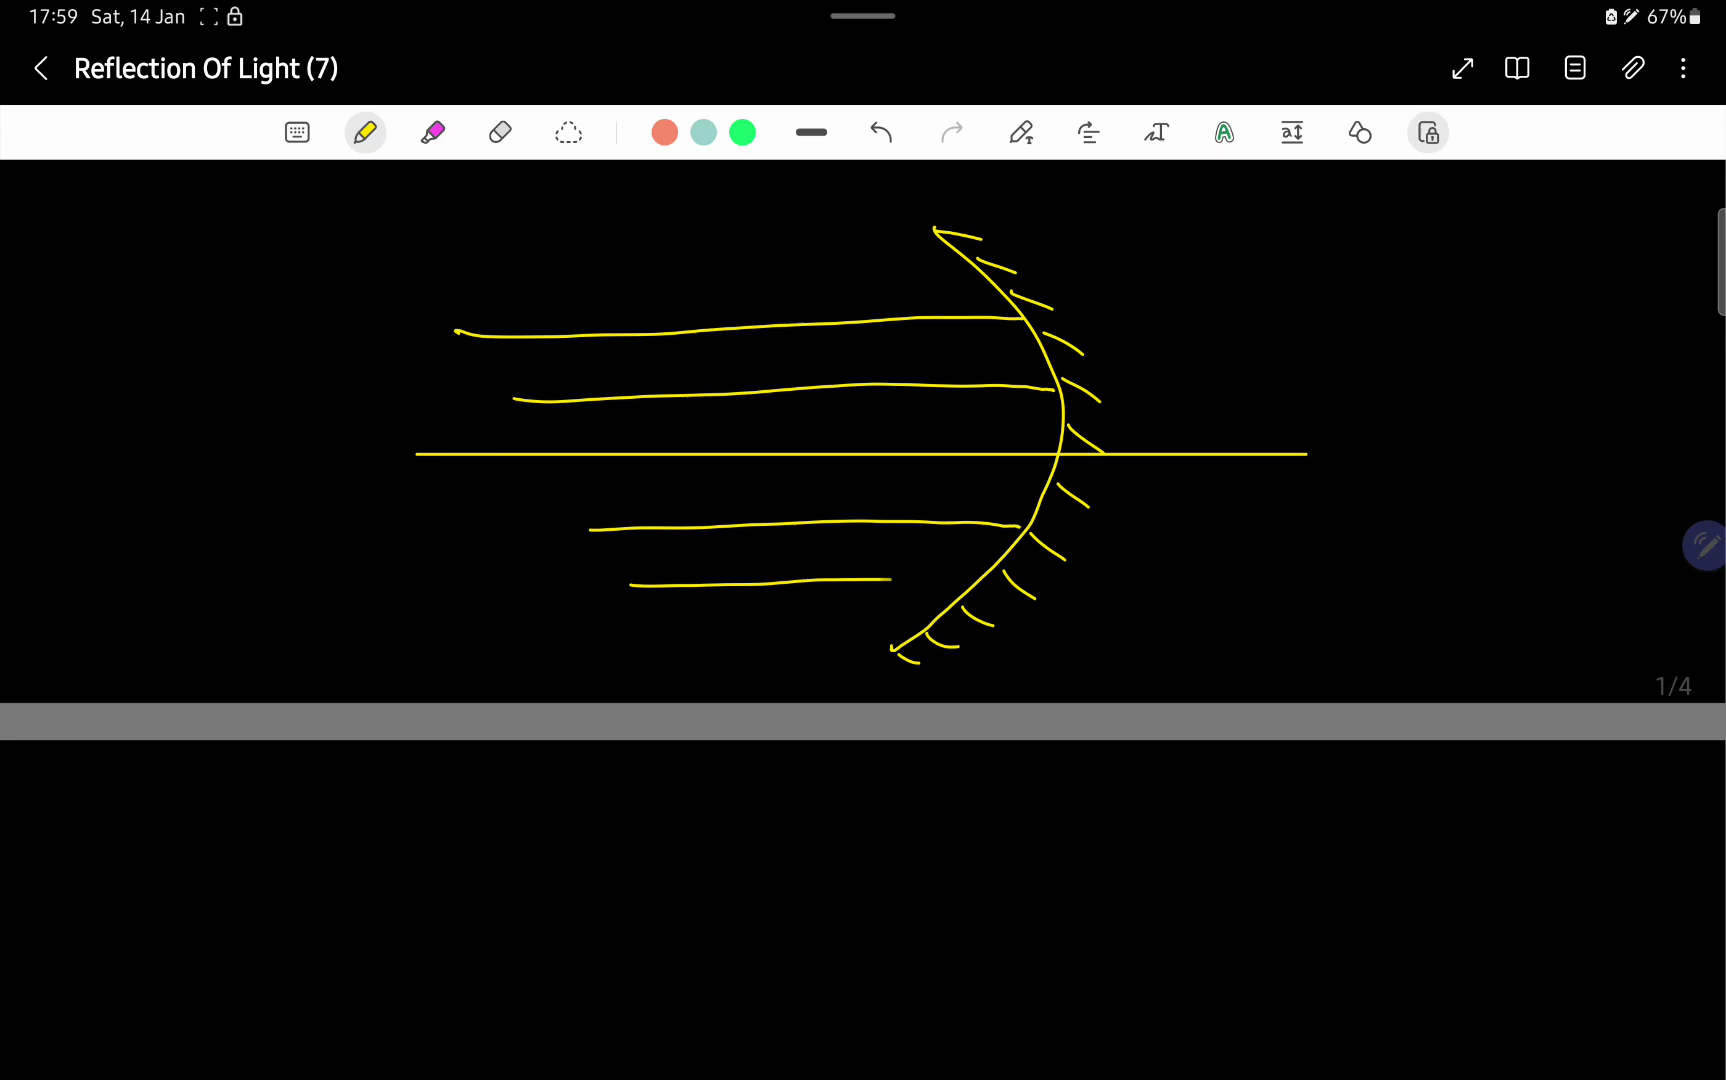 17:59 Sat, 14 Jan 67%
Reflection Of Light (7)
1/4